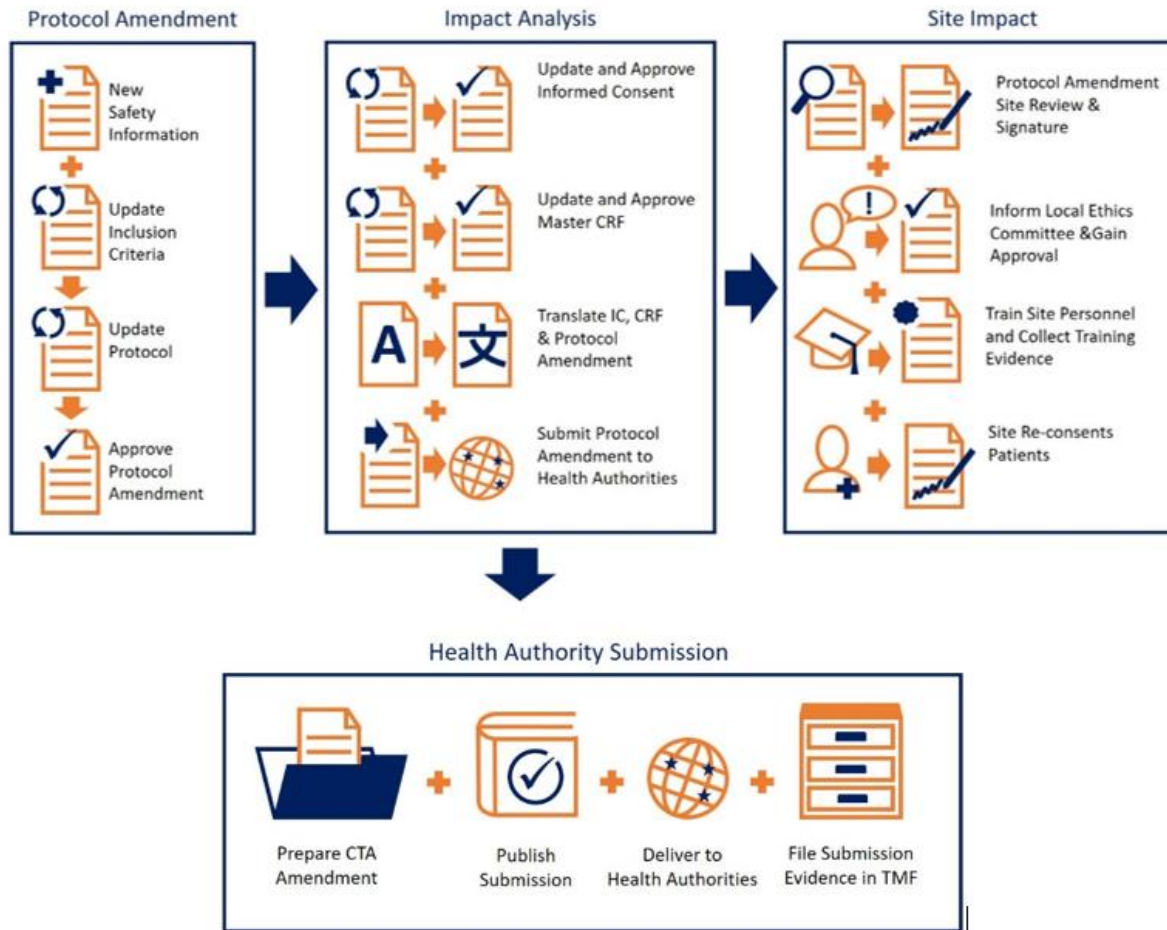 Protocol Amendment
New
Safety
Information
Update
Inclusion
Criteria
Update
Protocol
Approve
Protocol
Amendment
Impact Analysis
Update and Approve
Informed Consent
Update and Approve
Master CRF
A
文
Translate IC, CRF
& Protocol
Amendment
Submit Protocol
Amendment to
Health Authorities
Site Impact
Protocol Amendment
Site Review &
Signature
!
Inform Local Ethics
Committee &Gain
Approval
Train Site Personnel
and Collect Training
Evidence
Site Re-consents
Patients
Health Authority Submission
Prepare CTA
Amendment
Publish
Submission
Deliver to
Health Authorities
File Submission
Evidence in TMF